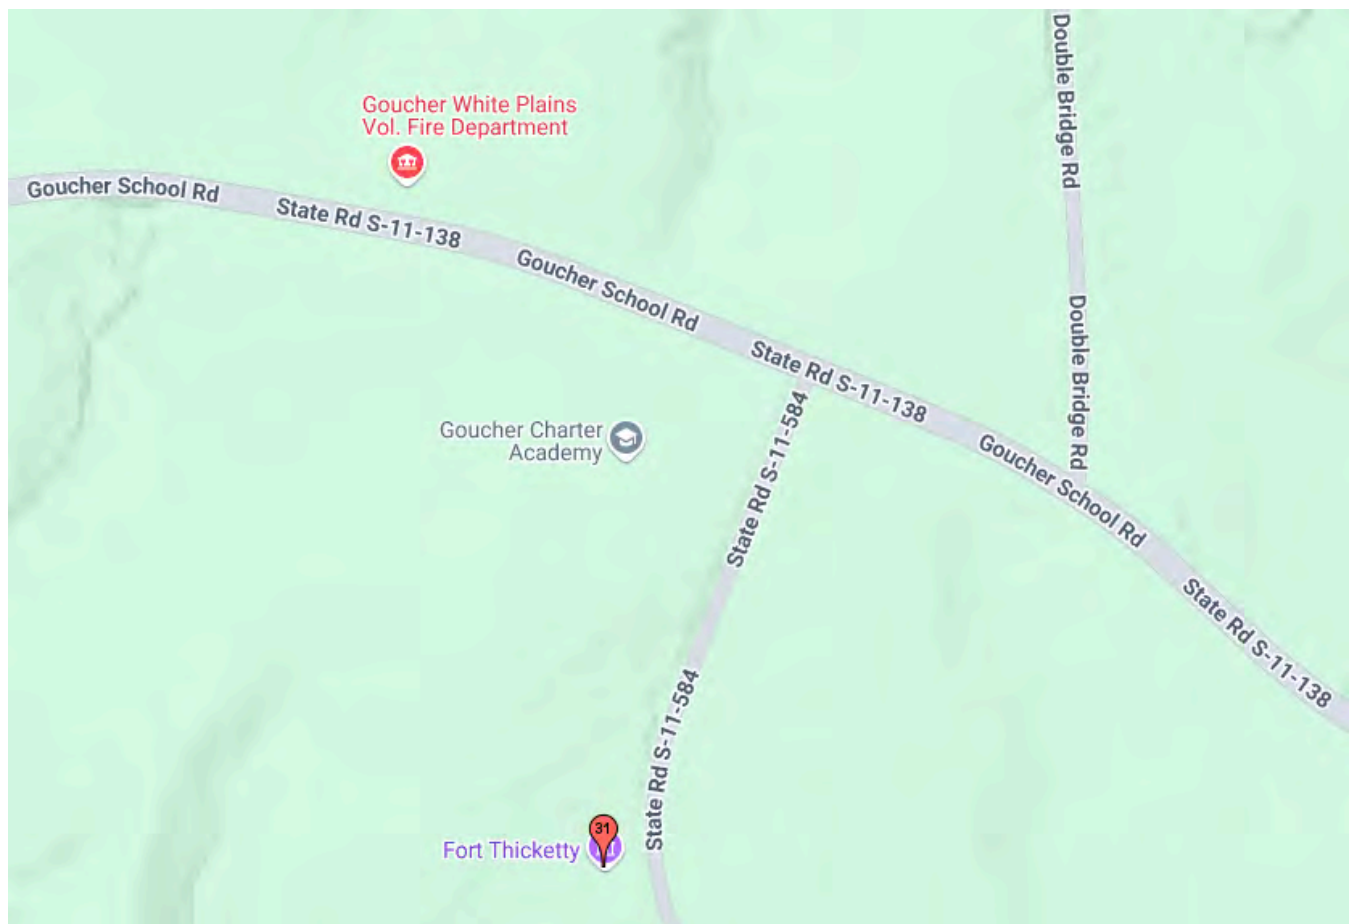 Goucher White Plains
Vol. Fire Department
Double Bridge Rd
Goucher School Rd
State Rd S-11-138
Goucher School Rd
Double Bridge Rd
State Rd S-11-138
State Rd S-11-584
Goucher Charter
Academy
Goucher School Rd
State Rd S-11-138
State Rd S-11-584
31
Fort Thicketty